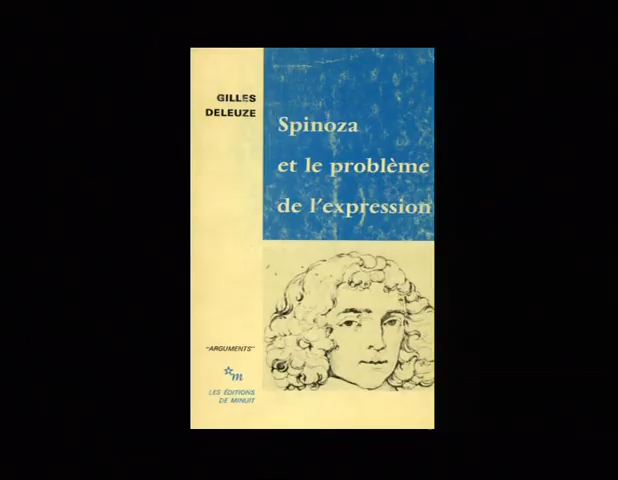 GILLES
DELEUZE
Spinoza
et le problème
de l'expression
"ARGUMENTS"
m
LES ÉDITIONS
DE MINUIT